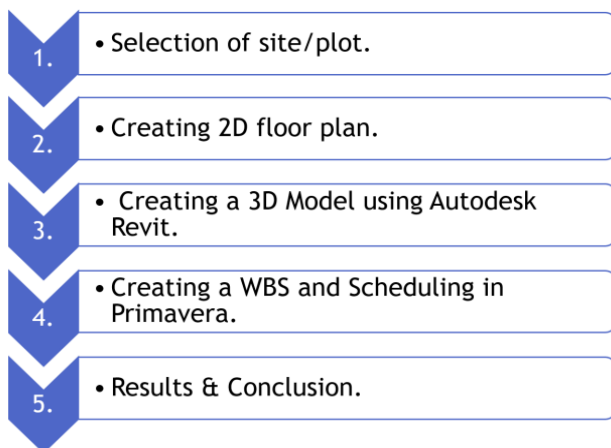 1. • Selection of site/plot.
2. • Creating 2D floor plan.
3. • Creating a 3D Model using Autodesk
Revit.
4. • Creating a WBS and Scheduling in
Primavera.
5. • Results & Conclusion.